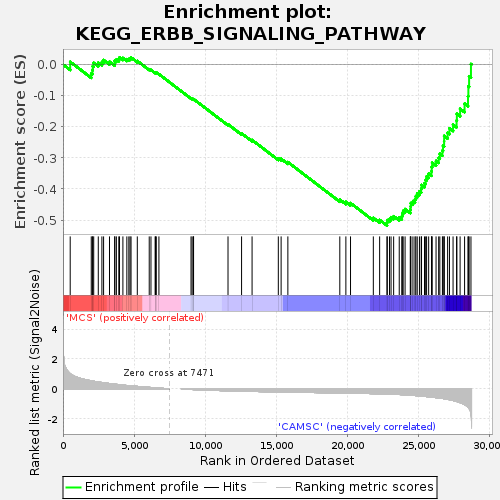 Enrichment plot:
KEGG_ERBB_SIGNALING_PATHWAY
Enrichment score (ES)
0.0
-0.1
-0.2
-0.3
-0.4
-0.5
'MCS' (positively correlated)
Ranked list metric (Signal2Noise)
4
2
0
-2
Zero cross at 7471
'CAMSC' (negatively correlated)
0
5,000
10,000
15,000
20,000
25,000
30,000
Rank in Ordered Dataset
Enrichment profile
Hits
Ranking metric scores